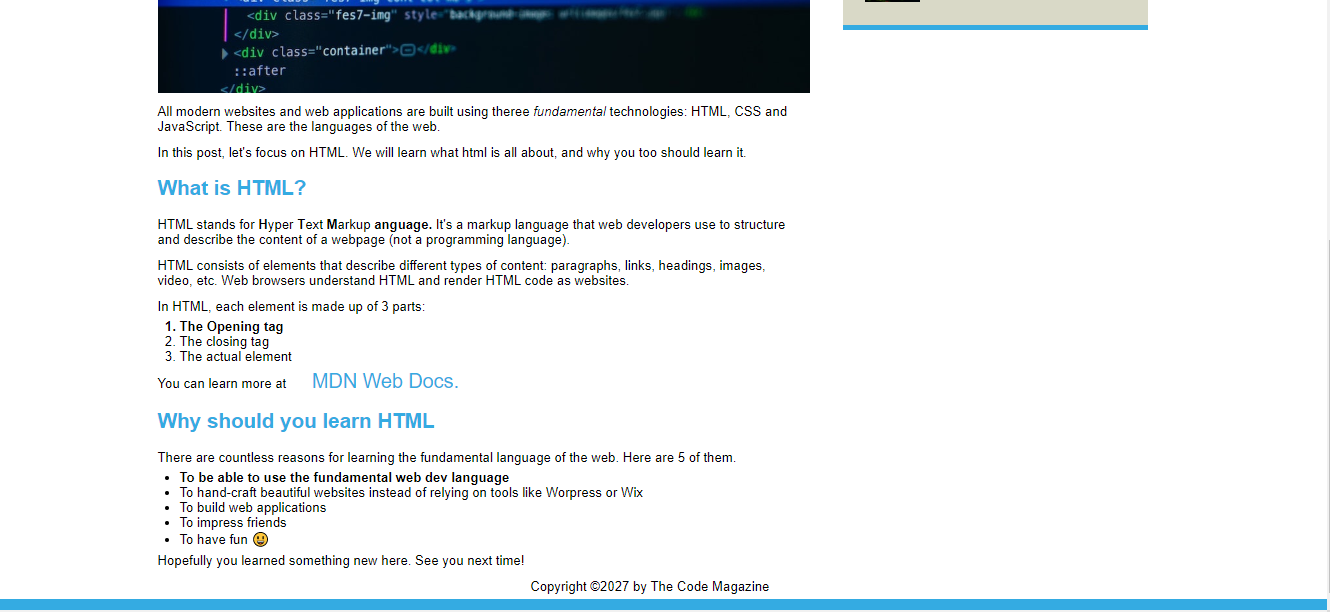 <div class="fes7-img" style="background-image:
</div>
<div class="container"></div>
::after
</div>
All modern websites and web applications are built using theree fundamental technologies: HTML, CSS and
JavaScript. These are the languages of the web.
In this post, let's focus on HTML. We will learn what html is all about, and why you too should learn it.
What is HTML?
HTML stands for Hyper Text Markup anguage. It's a markup language that web developers use to structure
and describe the content of a webpage (not a programming language).
HTML consists of elements that describe different types of content: paragraphs, links, headings, images,
video, etc. Web browsers understand HTML and render HTML code as websites.
In HTML, each element is made up of 3 parts:
1. The Opening tag
2. The closing tag
3. The actual element
You can learn more at MDN Web Docs.
Why should you learn HTML
There are countless reasons for learning the fundamental language of the web. Here are 5 of them.
• To be able to use the fundamental web dev language
• To hand-craft beautiful websites instead of relying on tools like Worpress or Wix
• To build web applications
• To impress friends
• To have fun 🙂
Hopefully you learned something new here. See you next time!
Copyright ©2027 by The Code Magazine